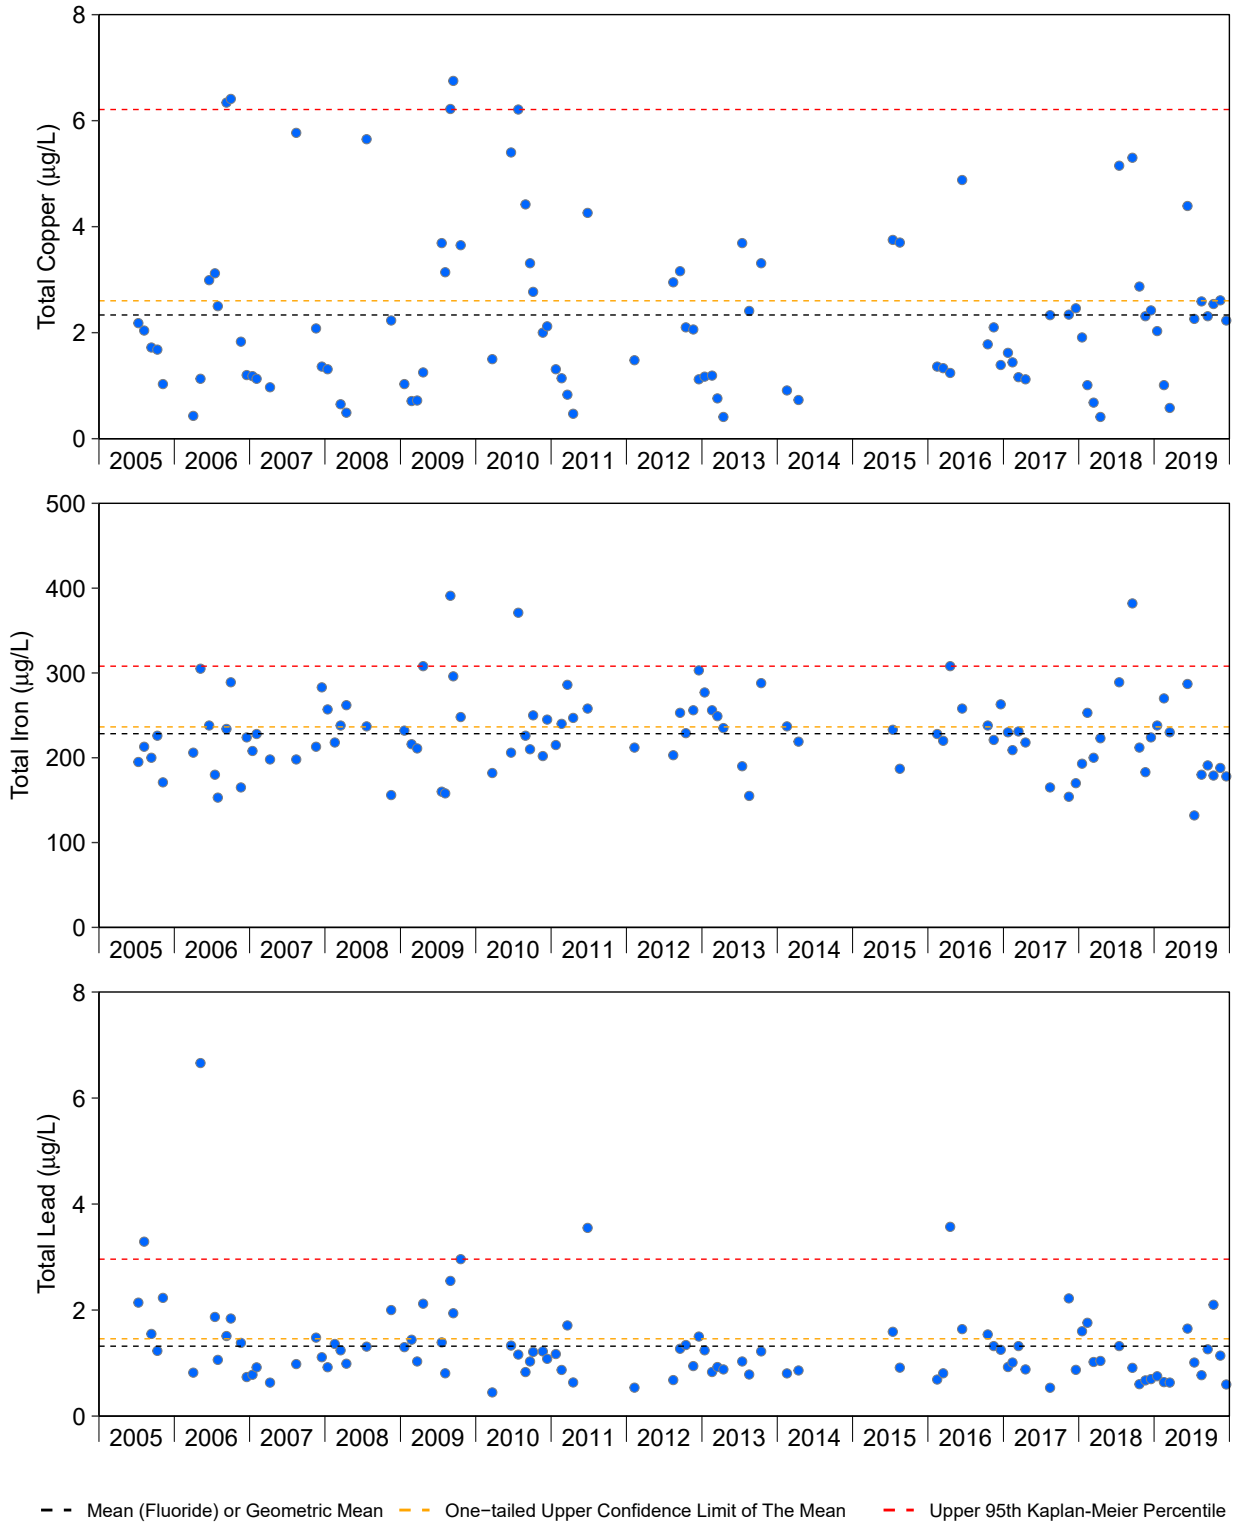 8
6
4
2
0
Total Copper (μg/L)
2005 2006 2007 2008 2009 2010 2011 2012 2013 2014 2015 2016 2017 2018 2019
500
400
300
200
100
0
Total Iron (μg/L)
2005 2006 2007 2008 2009 2010 2011 2012 2013 2014 2015 2016 2017 2018 2019
8
6
4
2
0
Total Lead (μg/L)
2005 2006 2007 2008 2009 2010 2011 2012 2013 2014 2015 2016 2017 2018 2019
Mean (Fluoride) or Geometric Mean One−tailed Upper Confidence Limit of The Mean Upper 95th Kaplan-Meier Percentile